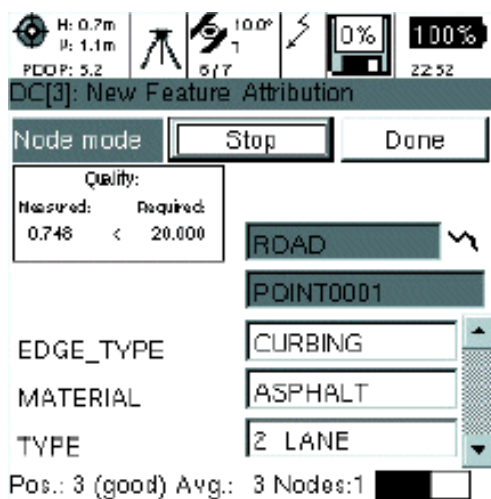 H: 0.7m
V: 1.1m
PDOP: 5.2
6/7
10.0°
7
0%
100%
22:52
DC[3]: New Feature Attribution
Node mode
Stop
Done
Quality:
Measured: Required:
0.748 < 20.000
ROAD
POINT0001
EDGE_TYPE CURBING
MATERIAL ASPHALT
TYPE 2 LANE
Pos.: 3 (good) Avg.: 3 Nodes:1